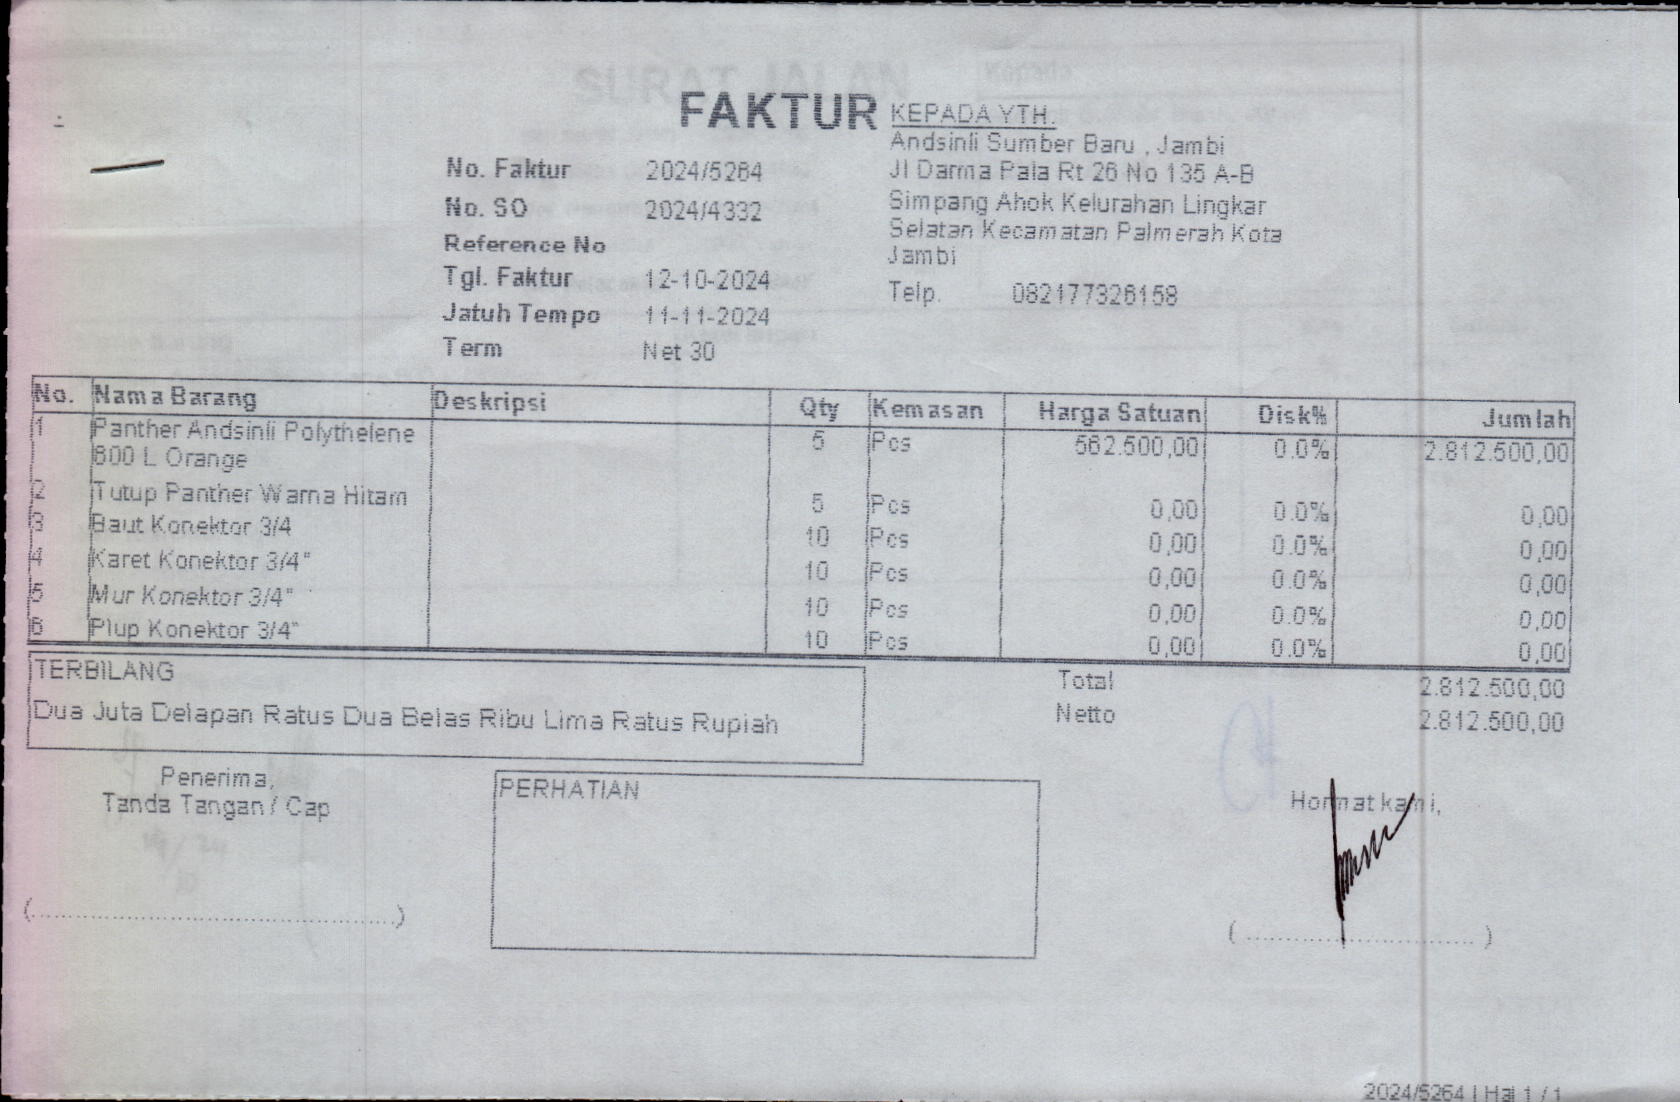 FAKTUR
KEPADA YTH.
Andsinli Sumber Baru , Jambi
Jl Darma Pala Rt 26 No 135 A-B
Simpang Ahok Kelurahan Lingkar
Selatan Kecamatan Palmerah Kota
Jambi
Telp. 082177326158
No. Faktur 2024/5264
No. SO 2024/4332
Reference No
Tgl. Faktur 12-10-2024
Jatuh Tempo 11-11-2024
Term Net 30
No. Nama Barang Deskripsi Qty Kemasan Harga Satuan Disk% Jumlah
1 Panther Andsinli Polythelene 5 Pcs 562.500,00 0.0% 2.812.500,00
600 L Orange
2 Tutup Panther Warna Hitam 5 Pcs 0,00 0.0% 0,00
3 Baut Konektor 3/4 10 Pcs 0,00 0.0% 0,00
4 Karet Konektor 3/4" 10 Pcs 0,00 0.0% 0,00
5 Mur Konektor 3/4" 10 Pcs 0,00 0.0% 0,00
6 Plup Konektor 3/4" 10 Pcs 0,00 0.0% 0,00
TERBILANG
Dua Juta Delapan Ratus Dua Belas Ribu Lima Ratus Rupiah
Total 2.812.500,00
Netto 2.812.500,00
Penerima,
Tanda Tangan / Cap
PERHATIAN
Hormat kami,
2024/5264 | Hal 1 / 1